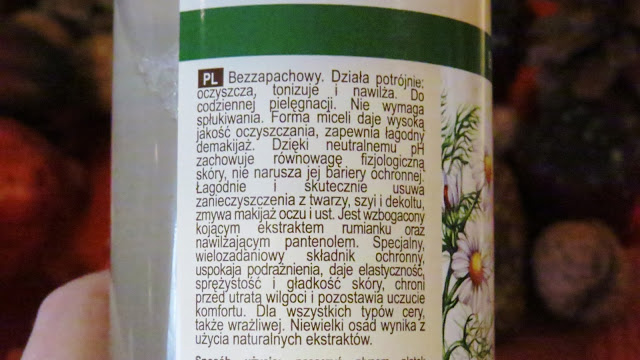 PL Bezzapachowy. Działa potrójnie:
oczyszcza, tonizuje i nawilża. Do
codziennej pielęgnacji. Nie wymaga
spłukiwania. Forma miceli daje wysoką
jakość oczyszczania, zapewnia łagodny
demakijaż. Dzięki neutralnemu pH
zachowuje równowagę fizjologiczną
skóry, nie narusza jej bariery ochronnej.
Łagodnie i skutecznie usuwa
zanieczyszczenia z twarzy, szyi i dekoltu,
zmywa makijaż oczu i ust. Jest wzbogacony
kojącym ekstraktem rumianku oraz
nawilżającym pantenolem. Specjalny,
wielozadaniowy składnik ochronny,
uspokaja podrażnienia, daje elastyczność,
sprężystość i gładkość skóry, chroni
przed utratą wilgoci i pozostawia uczucie
komfortu. Dla wszystkich typów cery,
także wrażliwej. Niewielki osad wynika z
użycia naturalnych ekstraktów.